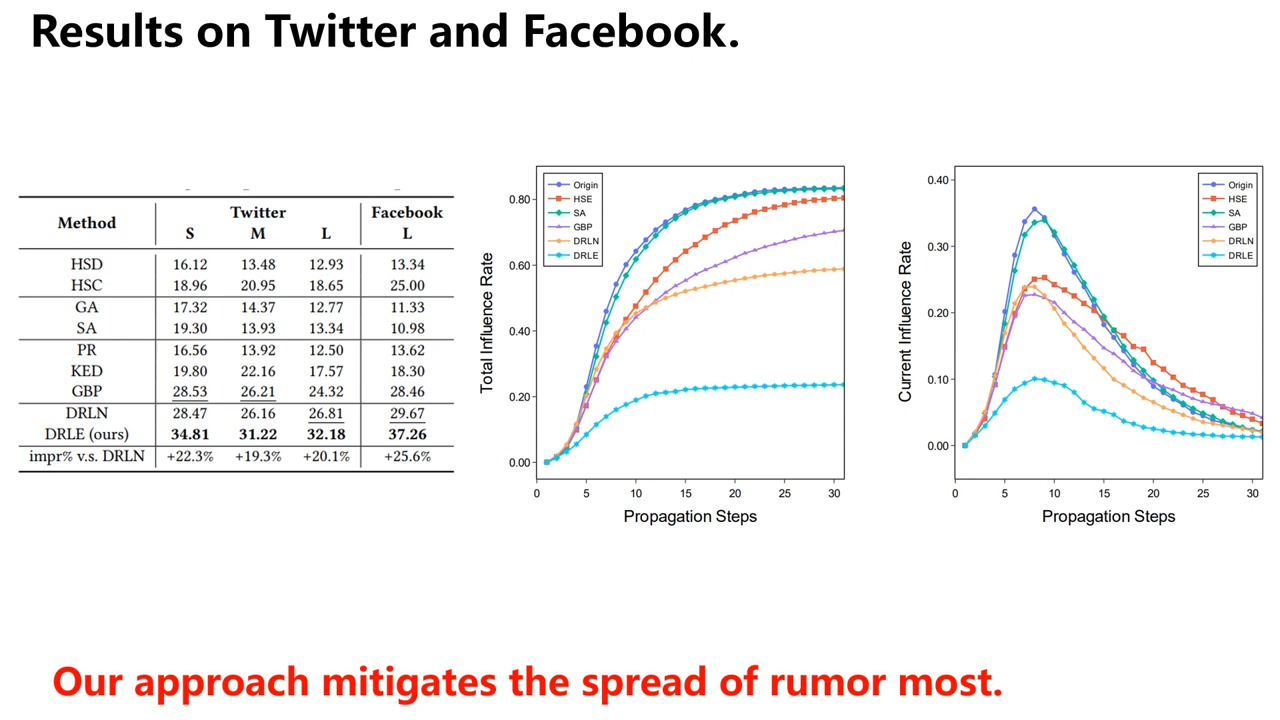 Results on Twitter and Facebook.
Method Twitter Facebook
S M L L
HSD 16.12 13.48 12.93 13.34
HSC 18.96 20.95 18.65 25.00
GA 17.32 14.37 12.77 11.33
SA 19.30 13.93 13.34 10.98
PR 16.56 13.92 12.50 13.62
KED 19.80 22.16 17.57 18.30
GBP 28.53 26.21 24.32 28.46
DRLN 28.47 26.16 26.81 29.67
DRLE (ours) 34.81 31.22 32.18 37.26
impr% v.s. DRLN +22.3% +19.3% +20.1% +25.6%
Total Influence Rate
0.80
0.60
0.40
0.20
0.00
Origin
HSE
SA
GBP
DRLN
DRLE
0 5 10 15 20 25 30
Propagation Steps
Current Influence Rate
0.40
0.30
0.20
0.10
0.00
Origin
HSE
SA
GBP
DRLN
DRLE
0 5 10 15 20 25 30
Propagation Steps
Our approach mitigates the spread of rumor most.